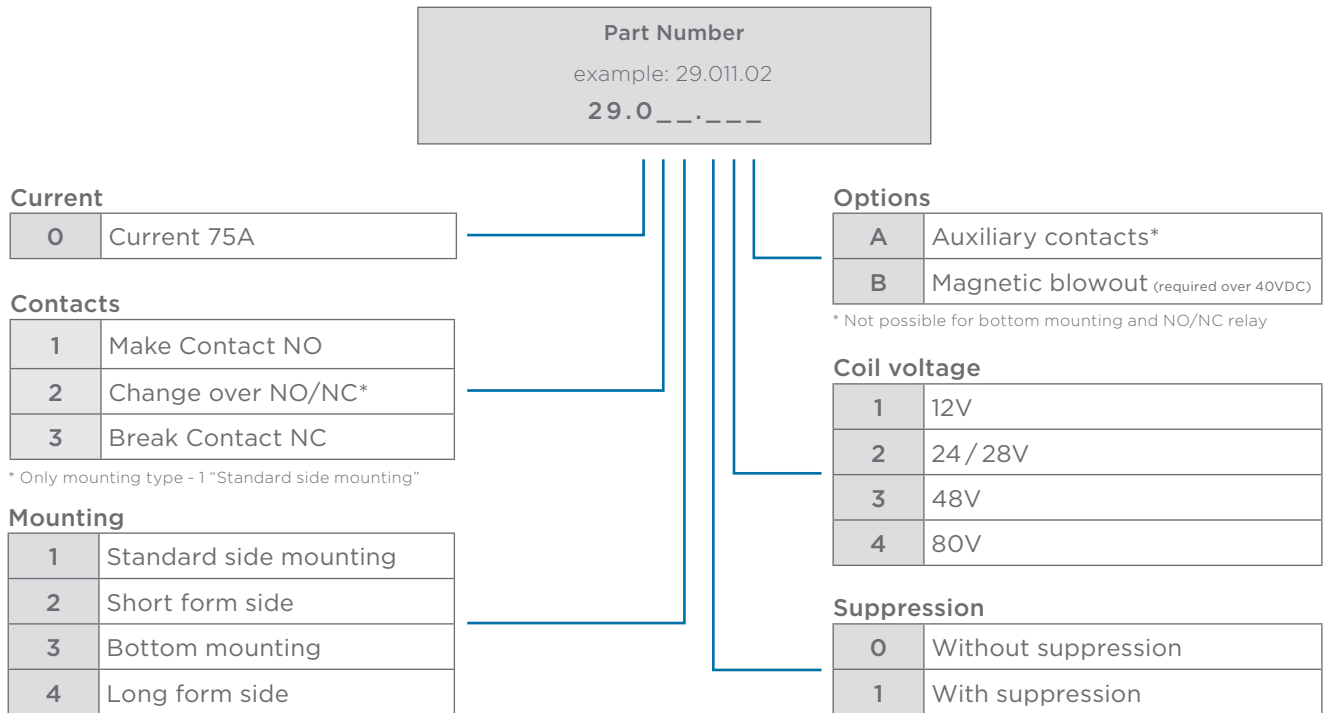 Part Number
example: 29.011.02
29.0__.___
Current
0 Current 75A
Contacts
1 Make Contact NO
2 Change over NO/NC*
3 Break Contact NC
* Only mounting type - 1 “Standard side mounting”
Mounting
1 Standard side mounting
2 Short form side
3 Bottom mounting
4 Long form side
Options
A Auxiliary contacts*
B Magnetic blowout (required over 40VDC)
* Not possible for bottom mounting and NO/NC relay
Coil voltage
1 12V
2 24 / 28V
3 48V
4 80V
Suppression
0 Without suppression
1 With suppression